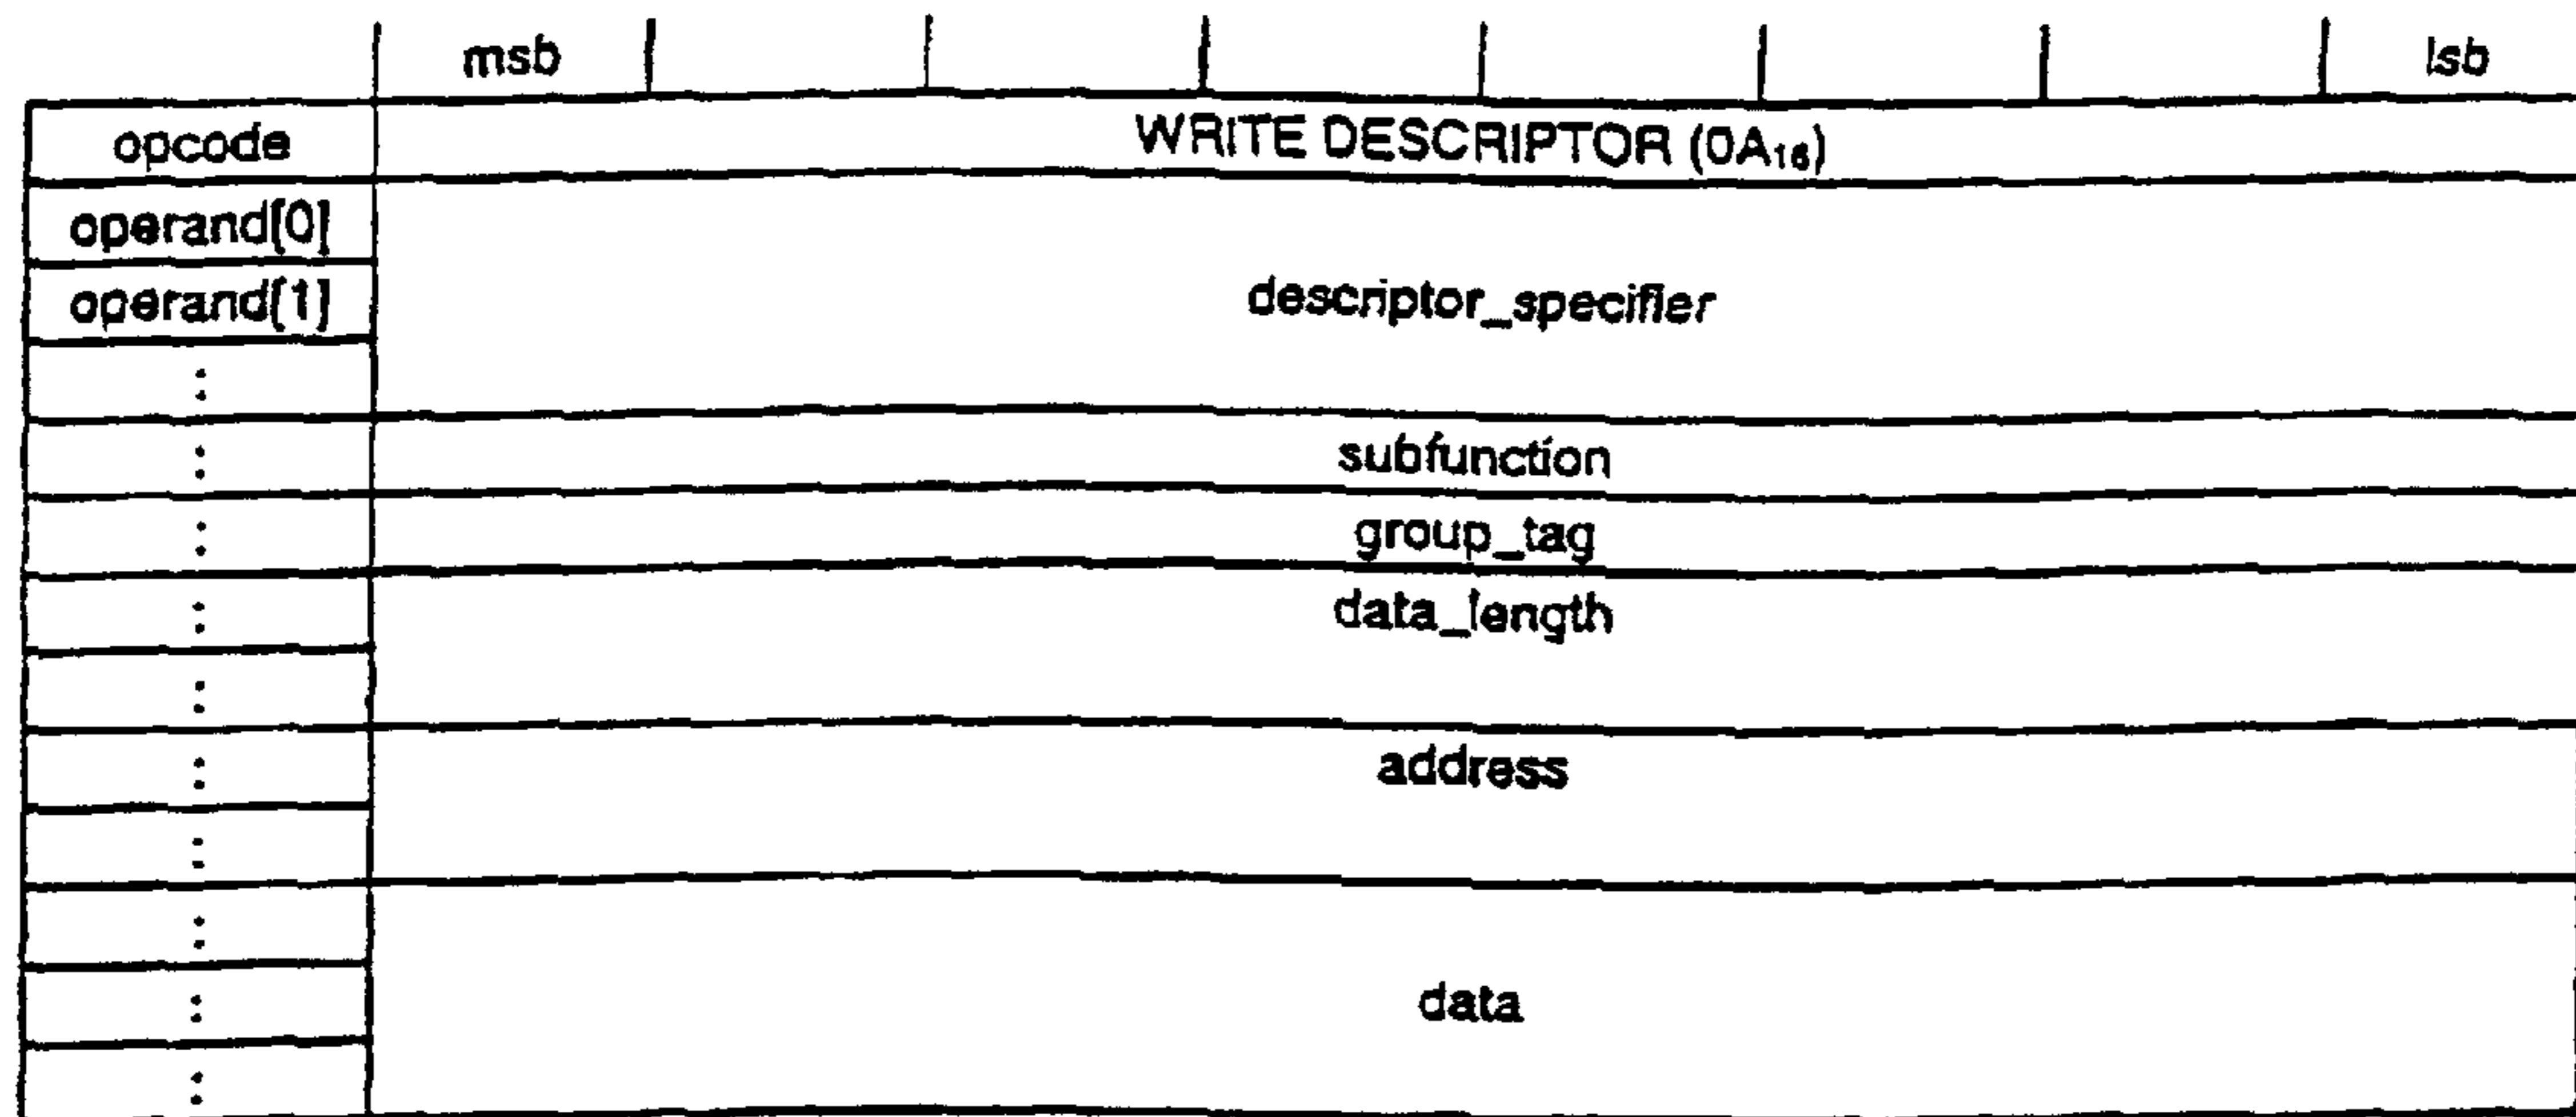 msb lsb
opcode WRITE DESCRIPTOR (0A₁₆)
operand[0]
operand[1] descriptor_specifier
:
: subfunction
: group_tag
: data_length
:
: address
:
:
: data
: